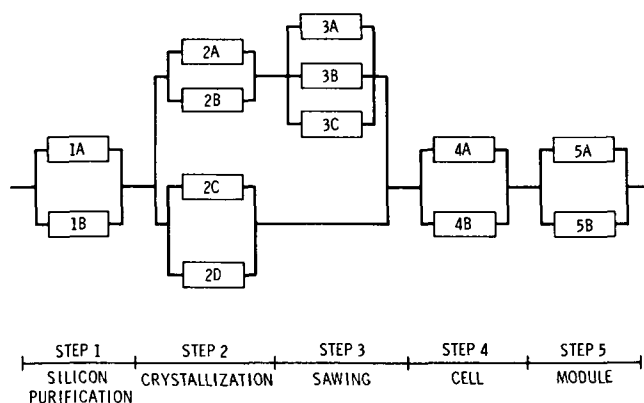 3A
2A
3B
2B
3C
1A
4A
5A
2C
1B
4B
5B
2D
STEP 1 STEP 2 STEP 3 STEP 4 STEP 5
SILICON PURIFICATION CRYSTALLIZATION SAWING CELL MODULE